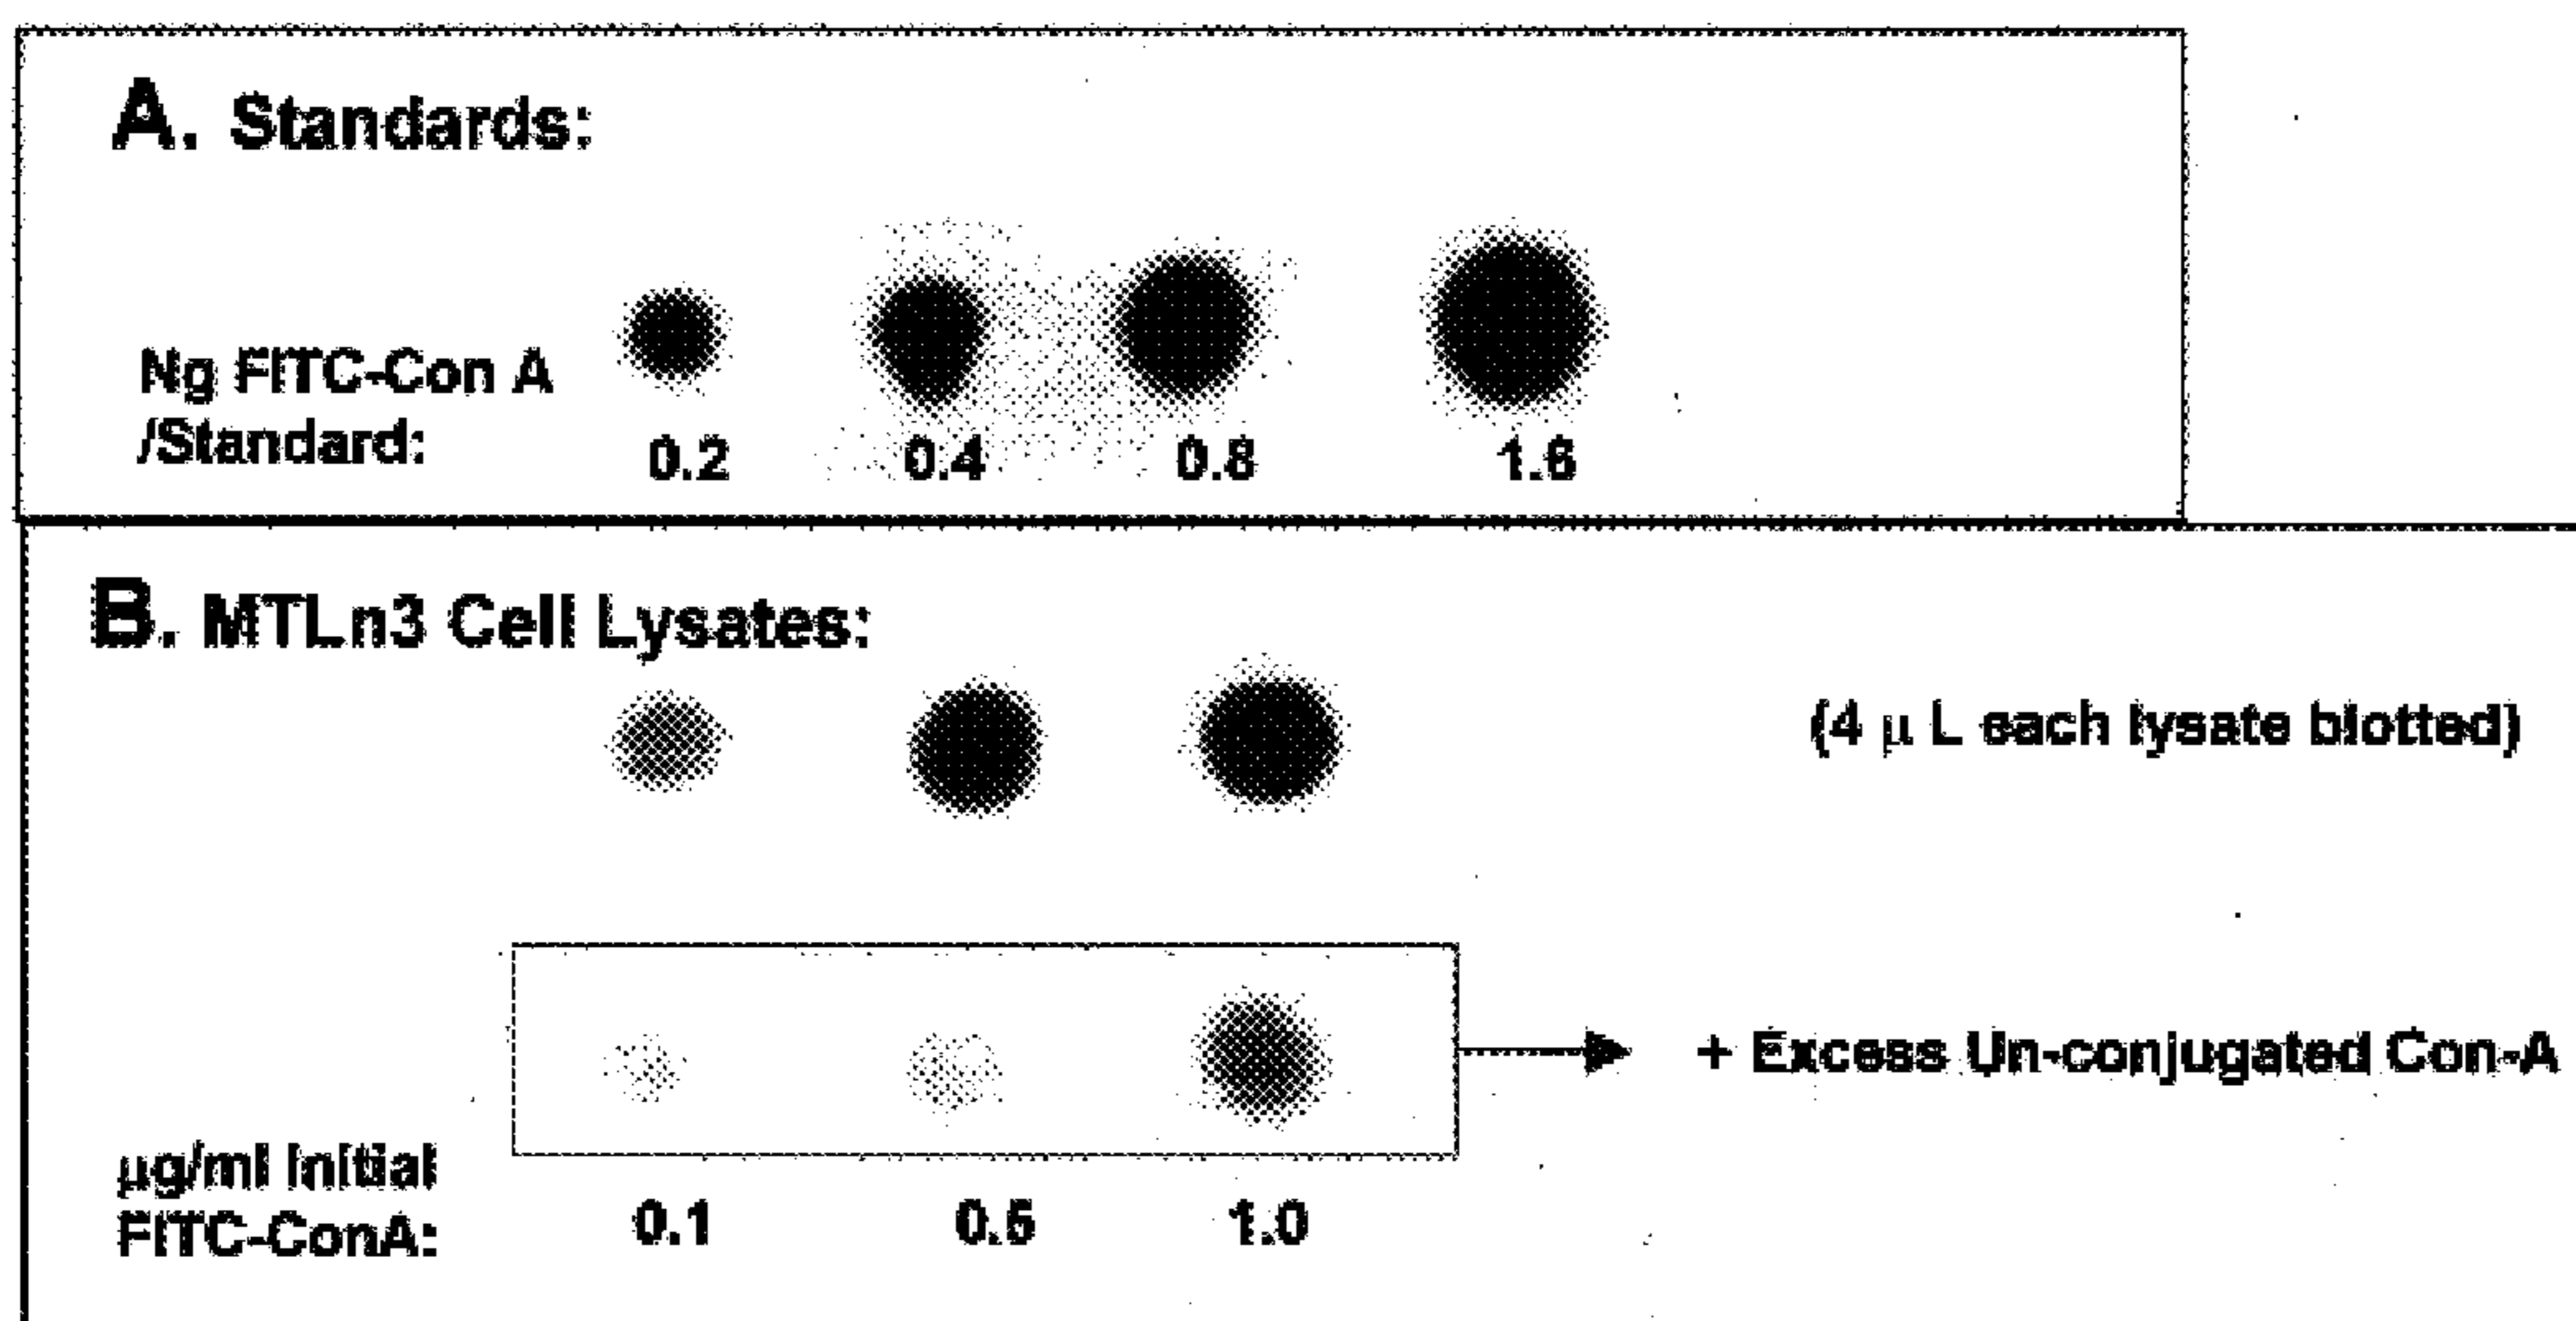 A. Standards:
Ng FITC-Con A
/Standard:
0.2 0.4 0.8 1.6
B. MTLn3 Cell Lysates:
(4 μ L each lysate blotted)
+ Excess Un-conjugated Con-A
μg/ml Initial
FITC-ConA:
0.1 0.5 1.0